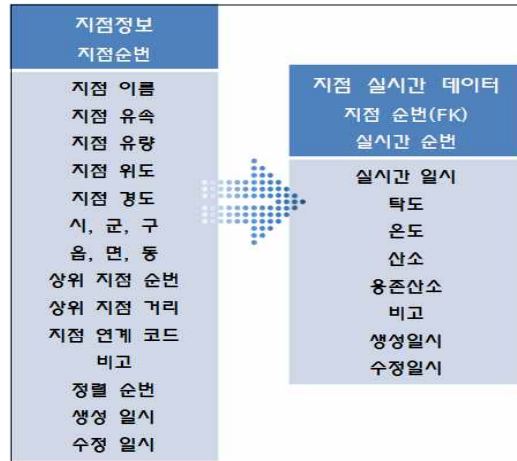 지점정보
지점순번
지점 이름
지점 유속
지점 유량
지점 위도
지점 경도
시, 군, 구
읍, 면, 동
상위 지점 순번
상위 지점 거리
지점 연계 코드
비고
정렬 순번
생성 일시
수정 일시
지점 실시간 데이터
지점 순번(FK)
실시간 순번
실시간 일시
탁도
온도
산소
용존산소
비고
생성일시
수정일시